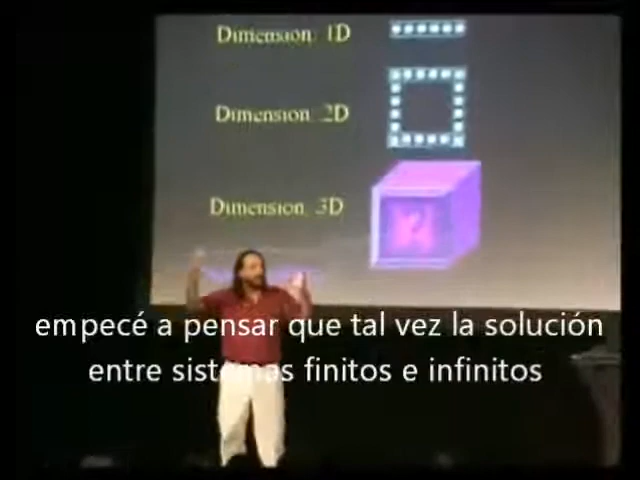 Dimension 1D
Dimension 2D
Dimension 3D
empecé a pensar que tal vez la solución
entre sistemas finitos e infinitos